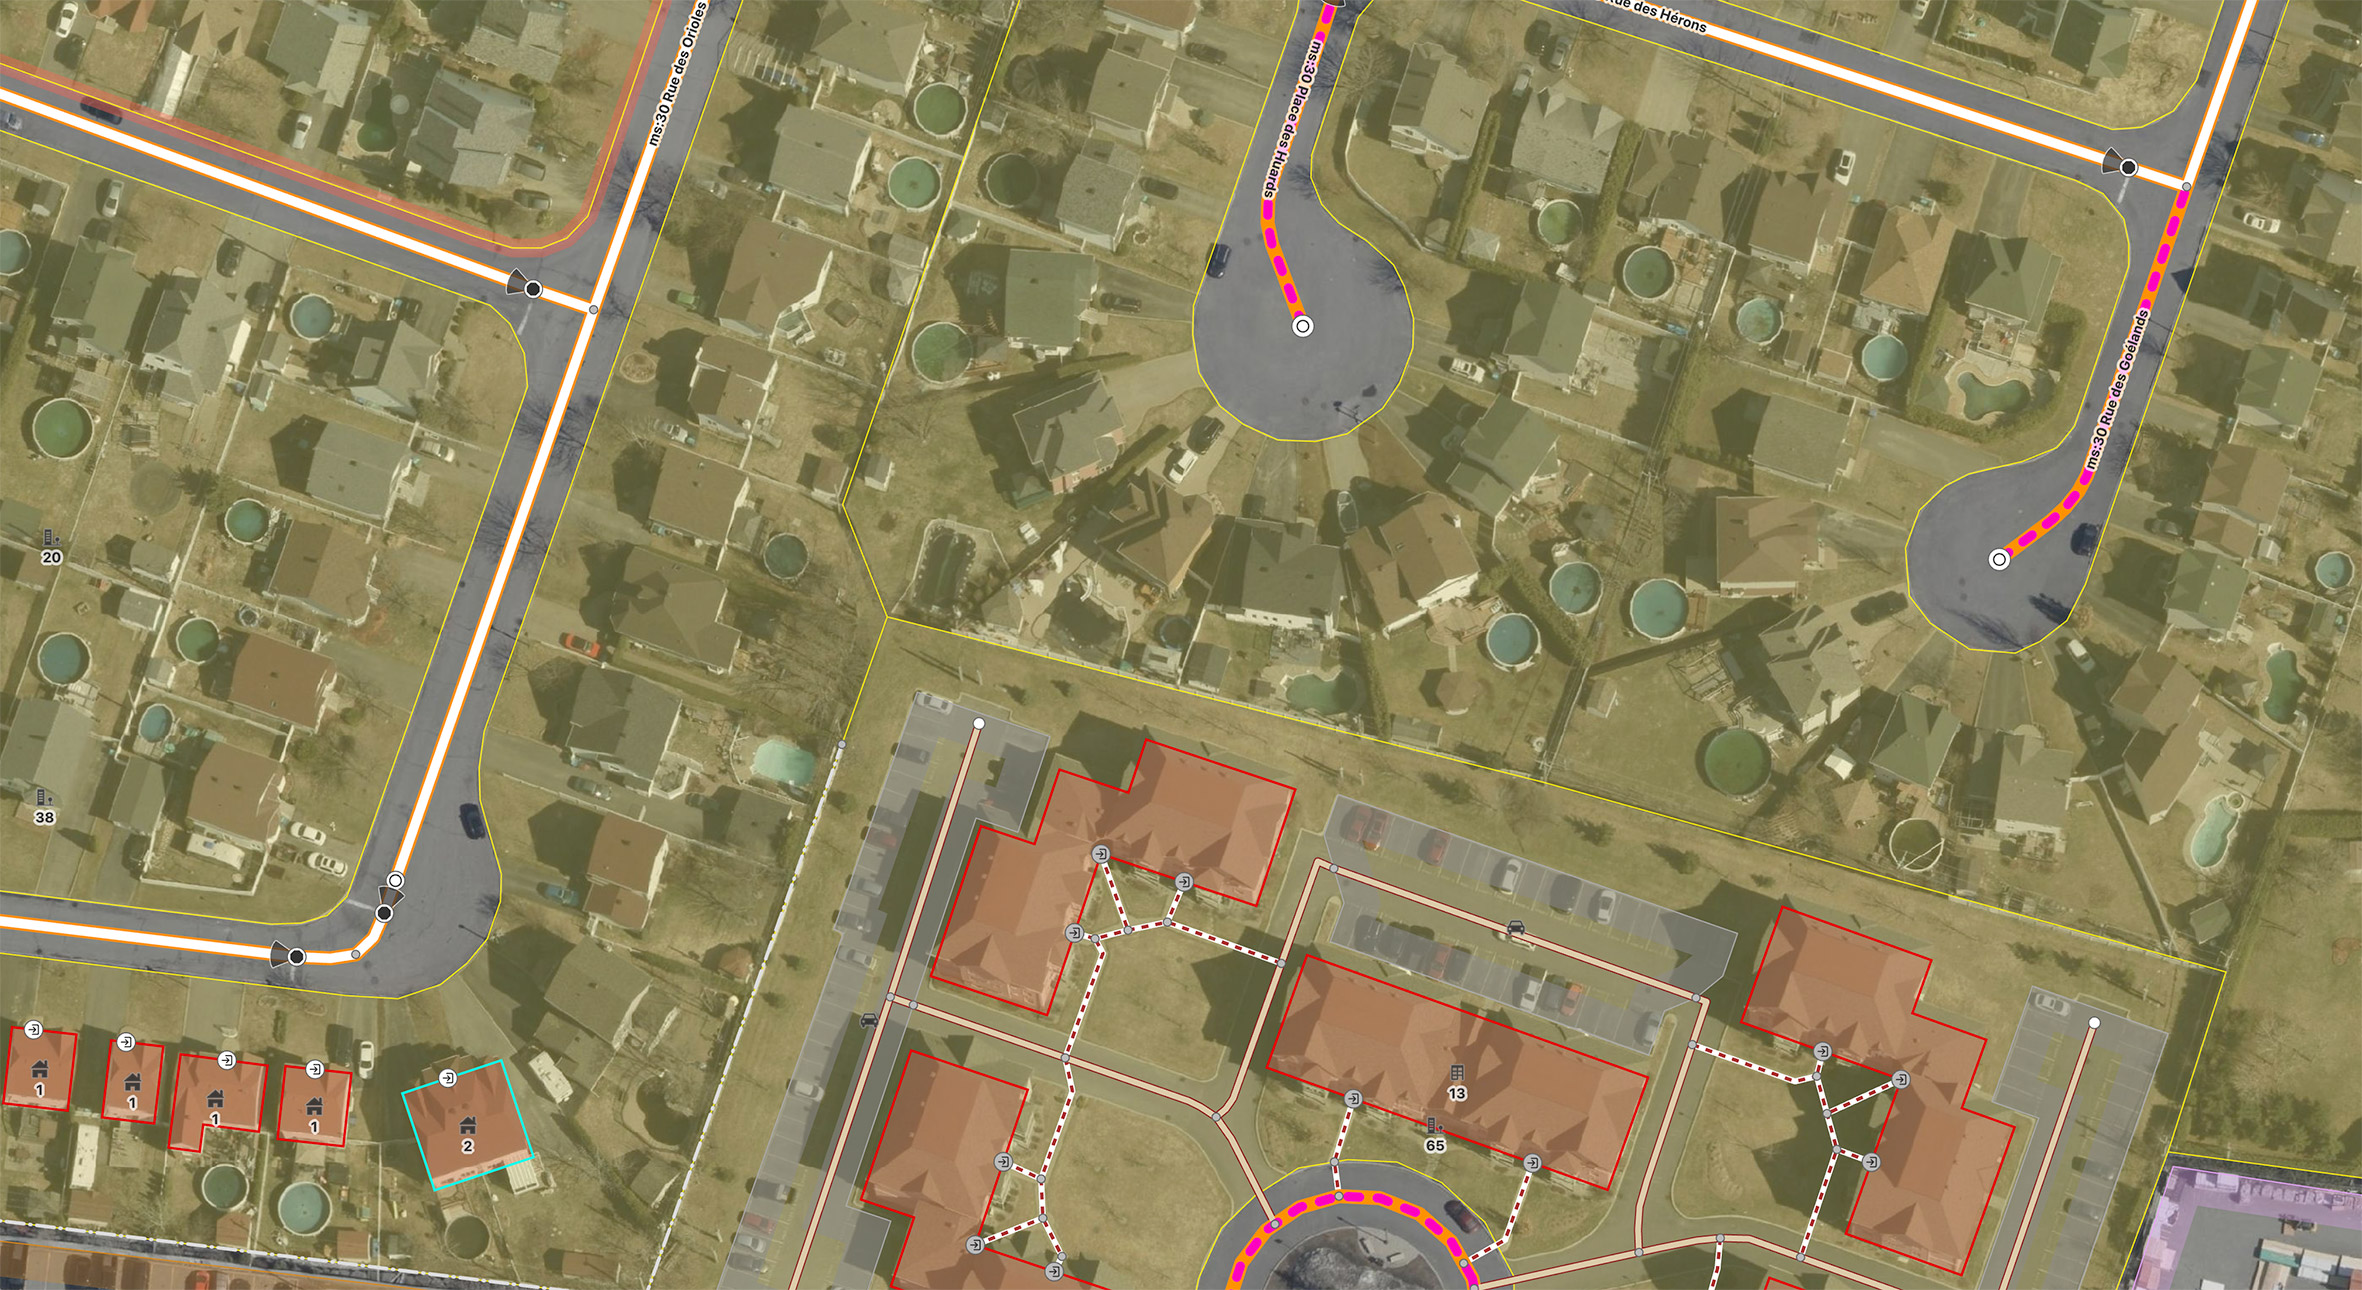 ms:30 Rue des Orioles
ms:30 Place des Huards
Rue des Hérons
ms:30 Rue des Goélands
20
38
1
1
1
1
2
13
65